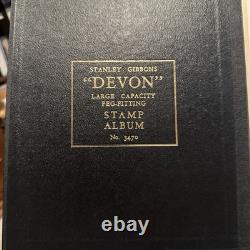 STANLEY GIBBONS
"DEVON"
LARGE CAPACITY
PEG-FITTING
STAMP
ALBUM
No. 3470